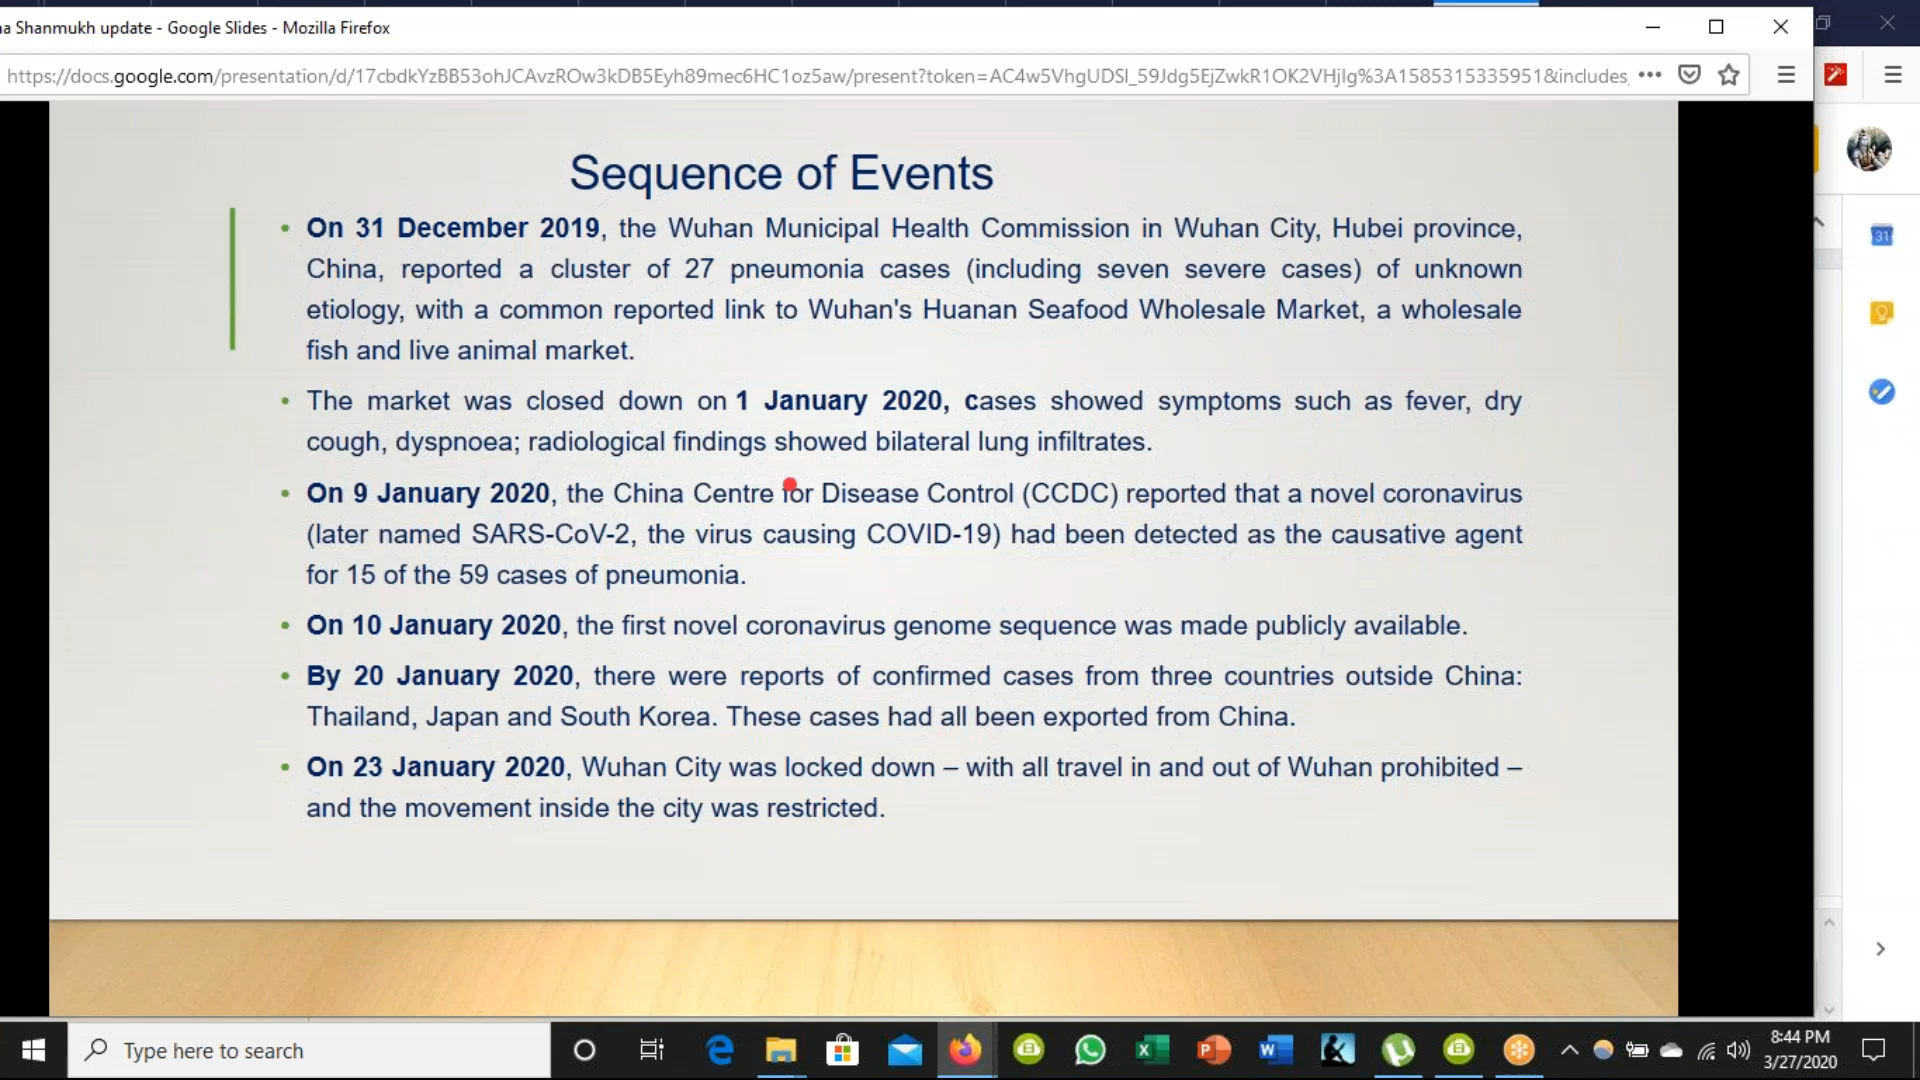 na Shanmukh update - Google Slides - Mozilla Firefox
https://docs.google.com/presentation/d/17cbdkYzBB53ohJCAvzROw3kDB5Eyh89mec6HC1oz5aw/present?token=AC4w5VhgUDSl_59Jdg5EjZwkR1OK2VHjIg%3A1585315335951&includes_
Sequence of Events
• On 31 December 2019, the Wuhan Municipal Health Commission in Wuhan City, Hubei province,
China, reported a cluster of 27 pneumonia cases (including seven severe cases) of unknown
etiology, with a common reported link to Wuhan's Huanan Seafood Wholesale Market, a wholesale
fish and live animal market.
• The market was closed down on 1 January 2020, cases showed symptoms such as fever, dry
cough, dyspnoea; radiological findings showed bilateral lung infiltrates.
• On 9 January 2020, the China Centre for Disease Control (CCDC) reported that a novel coronavirus
(later named SARS-CoV-2, the virus causing COVID-19) had been detected as the causative agent
for 15 of the 59 cases of pneumonia.
• On 10 January 2020, the first novel coronavirus genome sequence was made publicly available.
• By 20 January 2020, there were reports of confirmed cases from three countries outside China:
Thailand, Japan and South Korea. These cases had all been exported from China.
• On 23 January 2020, Wuhan City was locked down – with all travel in and out of Wuhan prohibited –
and the movement inside the city was restricted.
31
Type here to search
8:44 PM
3/27/2020